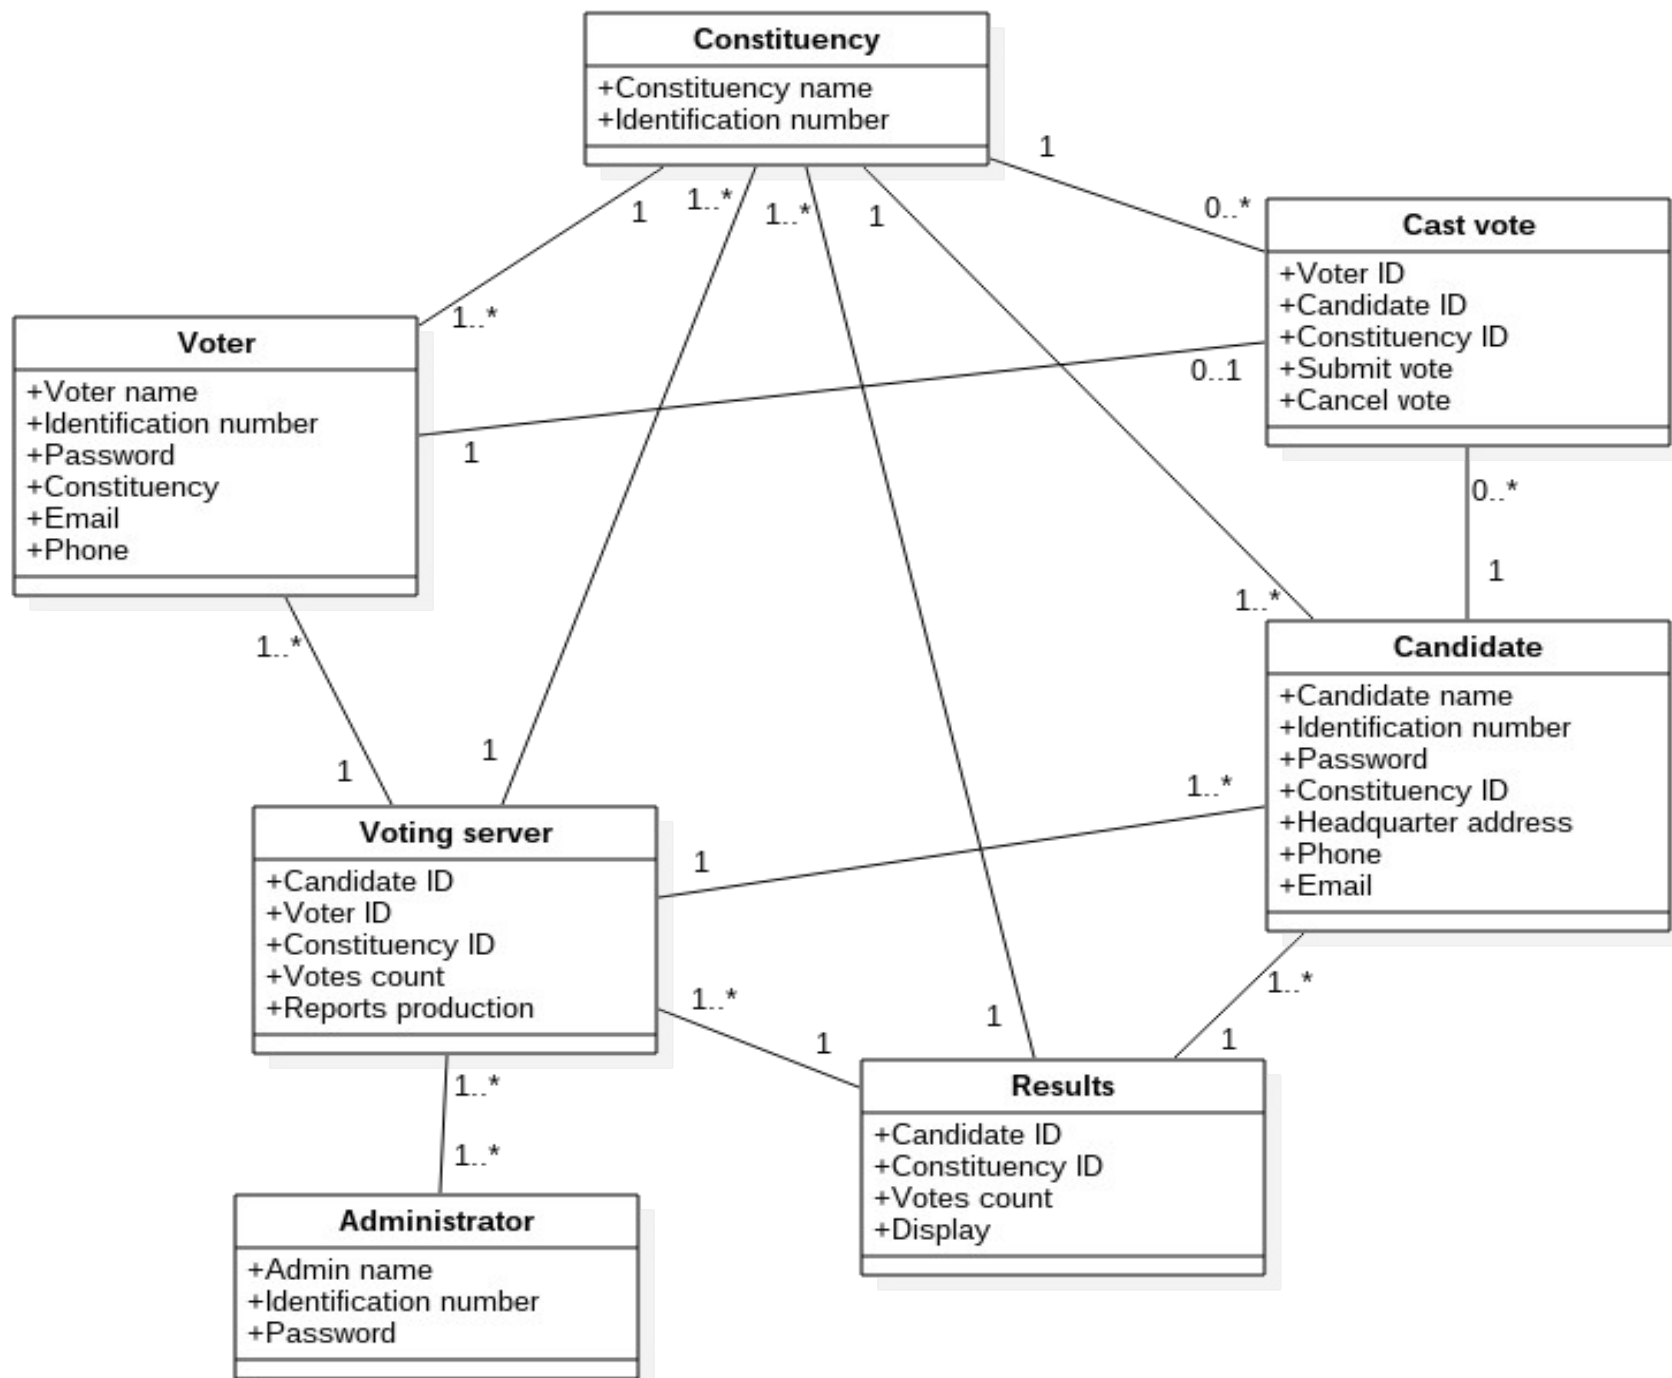 Constituency
+Constituency name
+Identification number
1
1..*
1..*
1
1
0..*
Cast vote
+Voter ID
+Candidate ID
+Constituency ID
+Submit vote
+Cancel vote
1..*
Voter
+Voter name
+Identification number
+Password
+Constituency
+Email
+Phone
0..1
1
0..*
1
1..*
1..*
1
1
Candidate
+Candidate name
+Identification number
+Password
+Constituency ID
+Headquarter address
+Phone
+Email
1..*
1
Voting server
+Candidate ID
+Voter ID
+Constituency ID
+Votes count
+Reports production
1..*
1
1
1..*
1
1..*
1..*
Results
+Candidate ID
+Constituency ID
+Votes count
+Display
Administrator
+Admin name
+Identification number
+Password